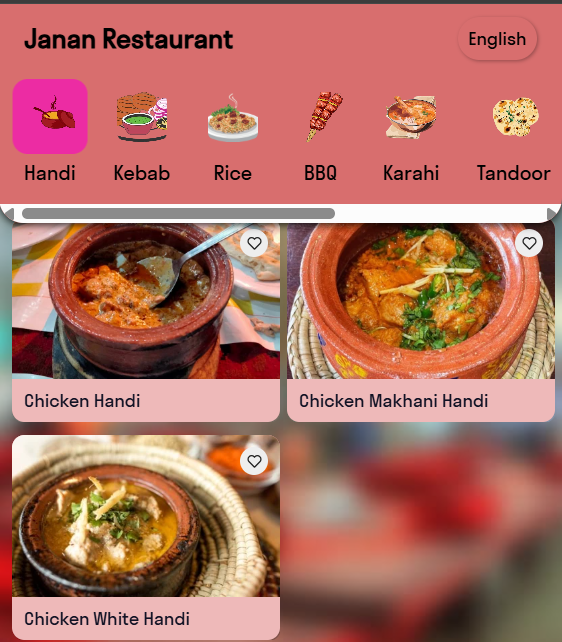 Janan Restaurant
English
Handi
Kebab
Rice
BBQ
Karahi
Tandoor
Chicken Handi
Chicken Makhani Handi
Chicken White Handi